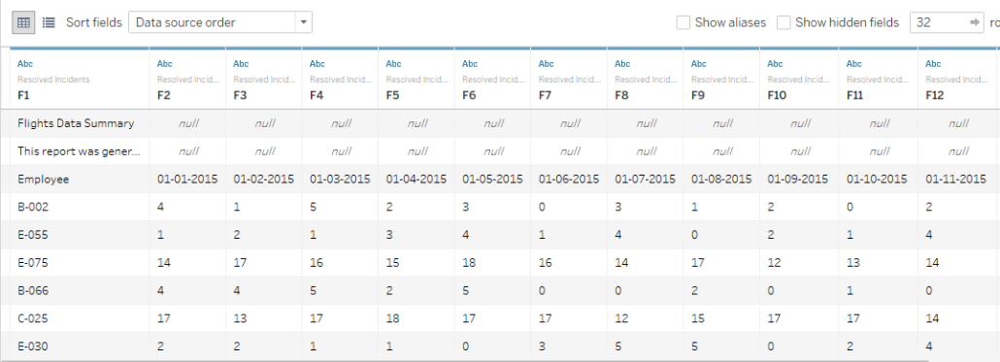 Sort fields Data source order Show aliases Show hidden fields 32
Abc Abc Abc Abc Abc Abc Abc Abc Abc Abc Abc Abc
Resolved Incidents Resolved Incid... Resolved Incid... Resolved Incid... Resolved Incid... Resolved Incid... Resolved Incid... Resolved Incid... Resolved Incid... Resolved Incid... Resolved Incid... Resolved Incid...
F1 F2 F3 F4 F5 F6 F7 F8 F9 F10 F11 F12
Flights Data Summary null null null null null null null null null null null
This report was gener... null null null null null null null null null null null
Employee 01-01-2015 01-02-2015 01-03-2015 01-04-2015 01-05-2015 01-06-2015 01-07-2015 01-08-2015 01-09-2015 01-10-2015 01-11-2015
B-002 4 1 5 2 3 0 3 1 2 0 2
E-055 1 2 1 3 4 1 4 0 2 1 4
E-075 14 17 16 15 18 16 14 17 12 13 14
B-066 4 4 5 2 5 0 0 2 0 1 0
C-025 17 13 17 18 17 17 12 15 17 17 14
E-030 2 2 1 1 0 3 5 5 0 2 4